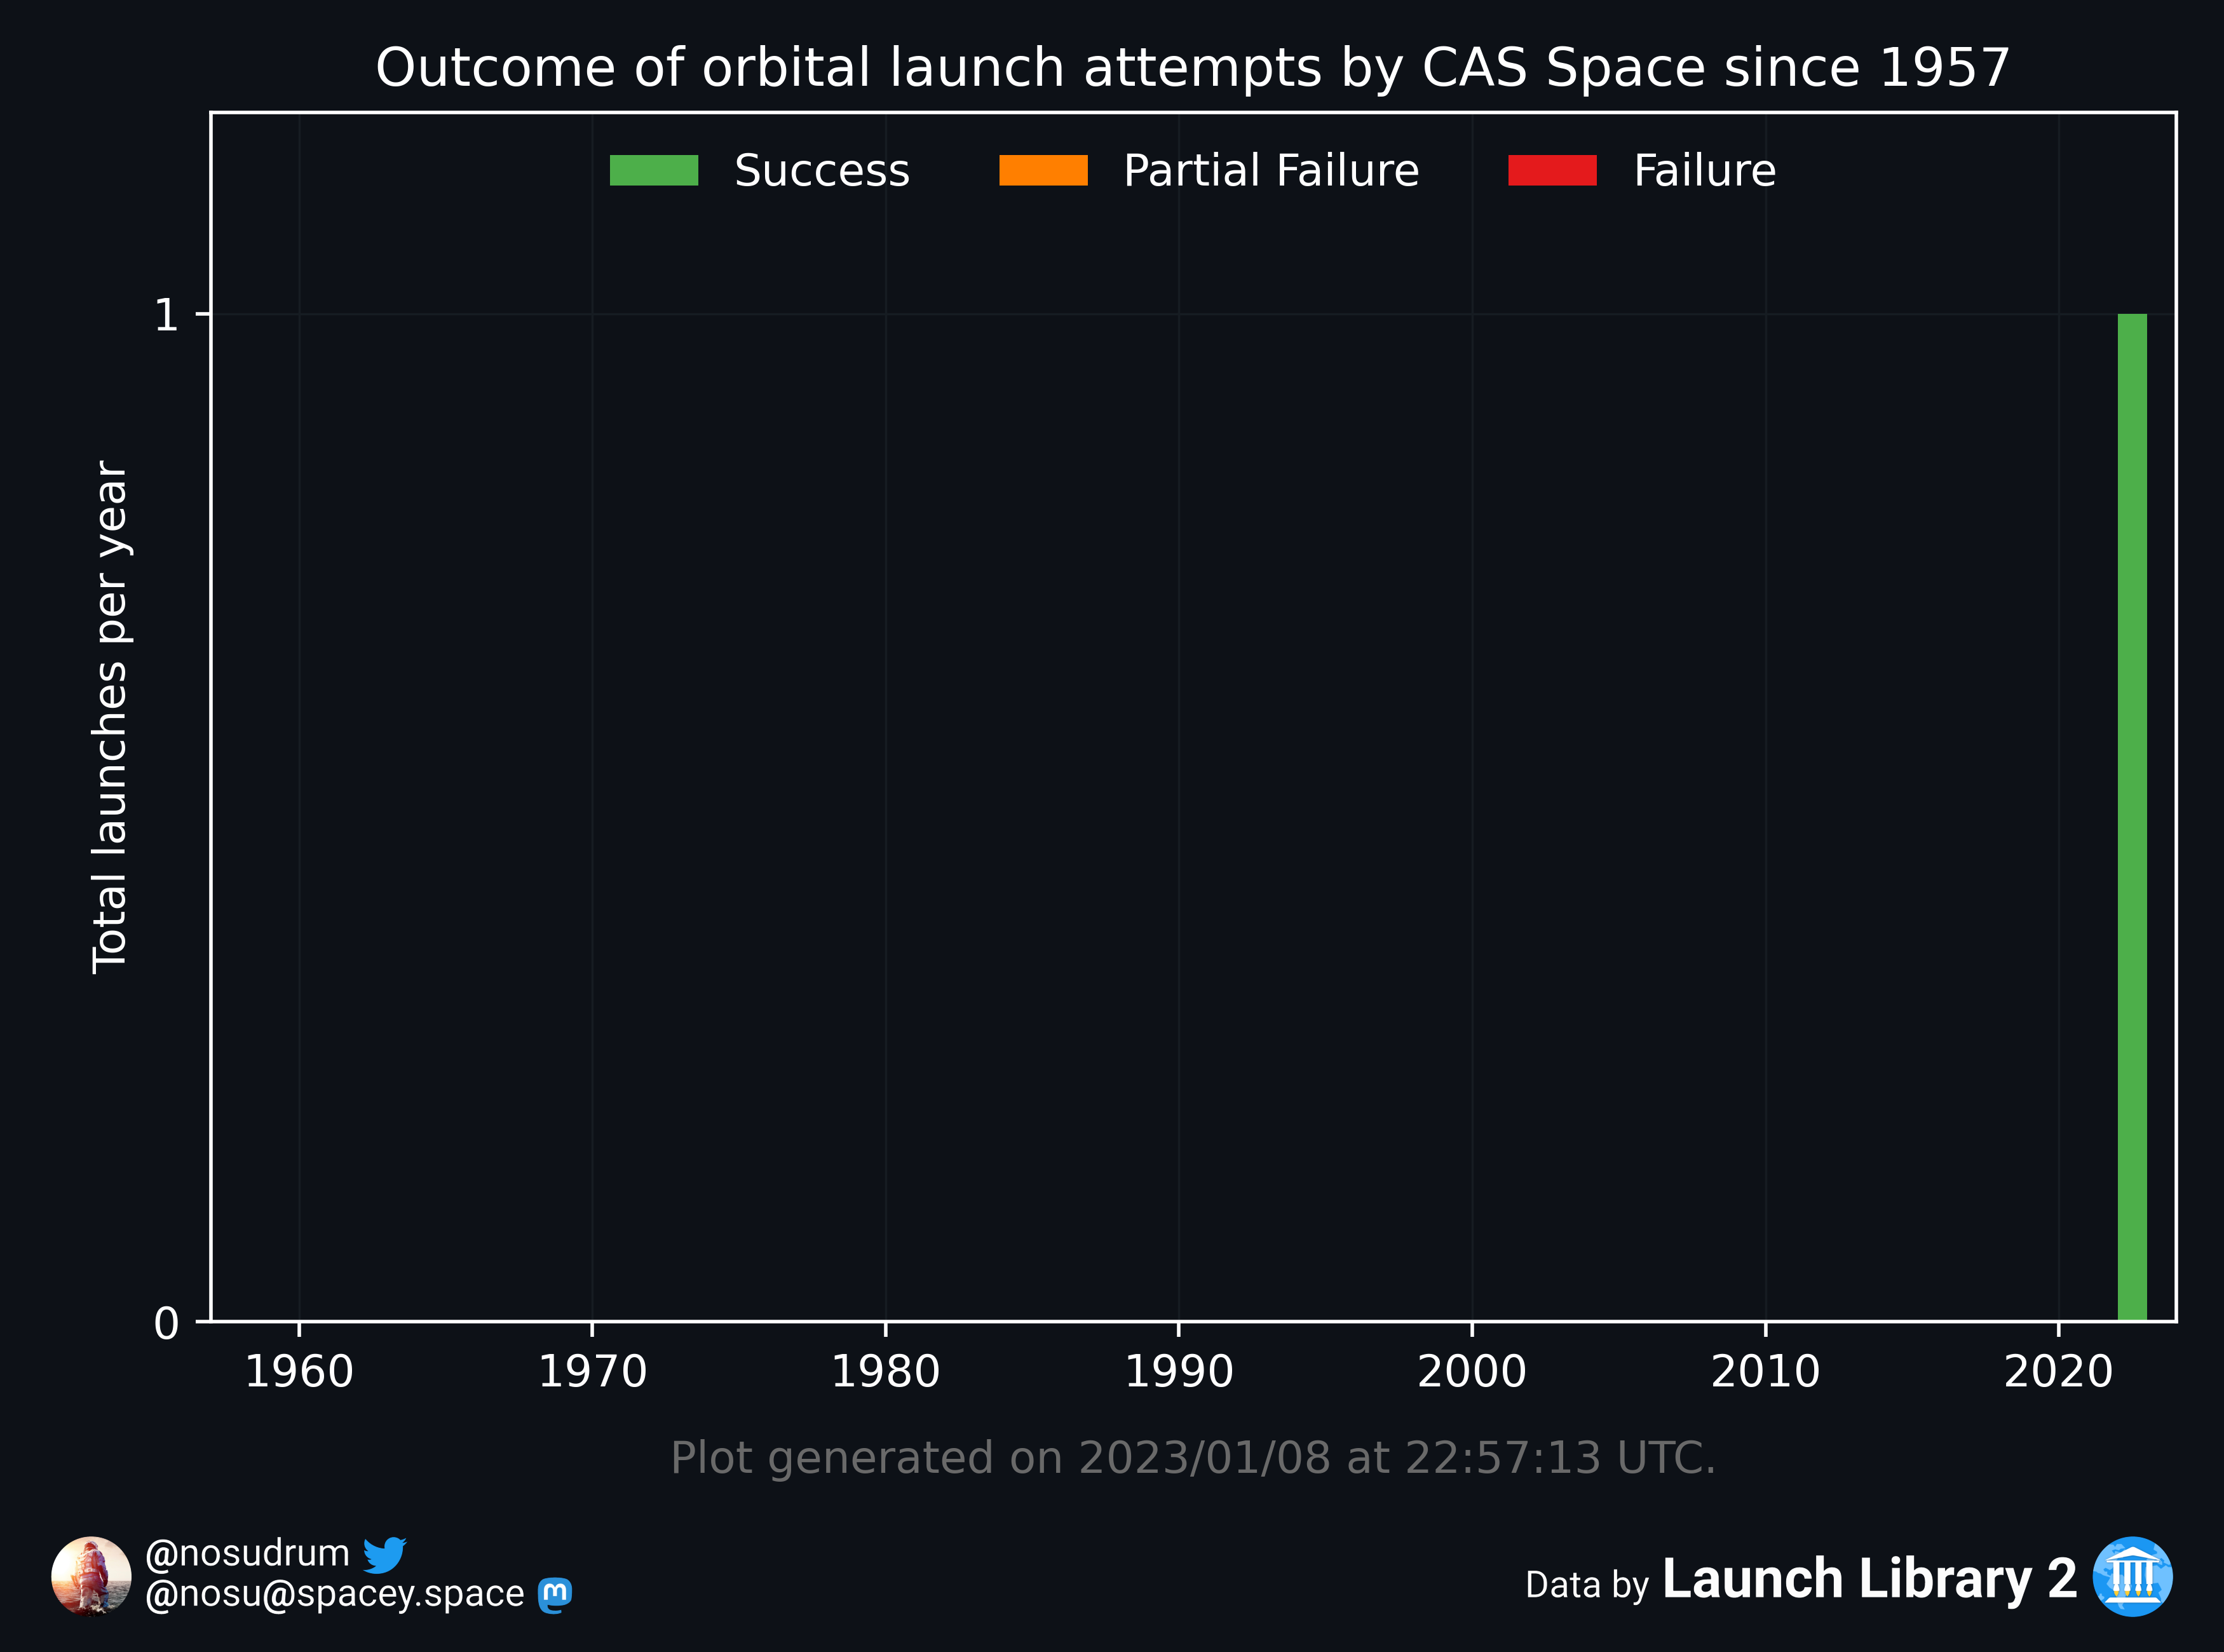 Outcome of orbital launch attempts by CAS Space since 1957
Success Partial Failure Failure
Total launches per year
1
0
1960 1970 1980 1990 2000 2010 2020
Plot generated on 2023/01/08 at 22:57:13 UTC.
@nosudrum
@nosu@spacey.space
Data by Launch Library 2